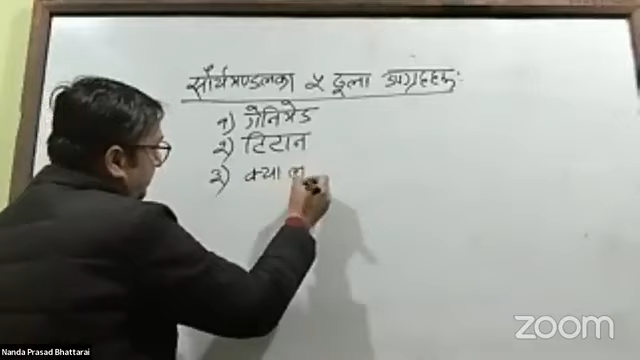 सौर्यमण्डलका ५ ठूला उपग्रहहरू:
१) गेनिमेड
२) टिटान
३) क्या
Nanda Prasad Bhattarai
zoom